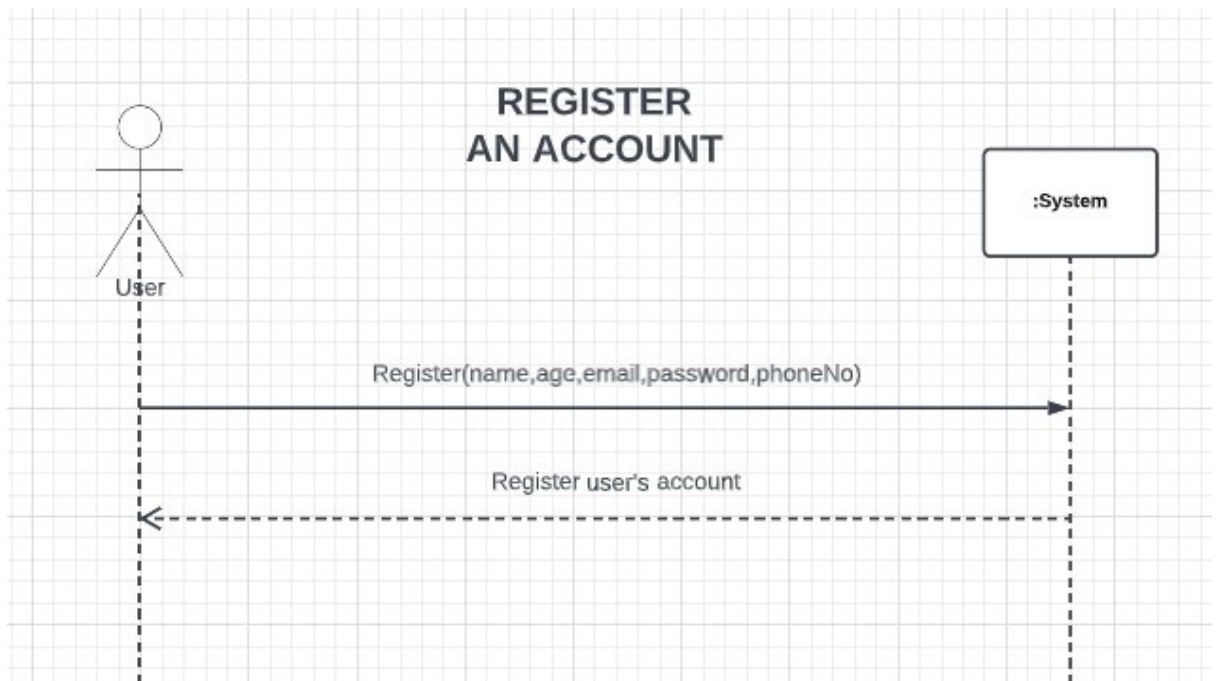 REGISTER
AN ACCOUNT
:System
User
Register(name,age,email,password,phoneNo)
Register user's account